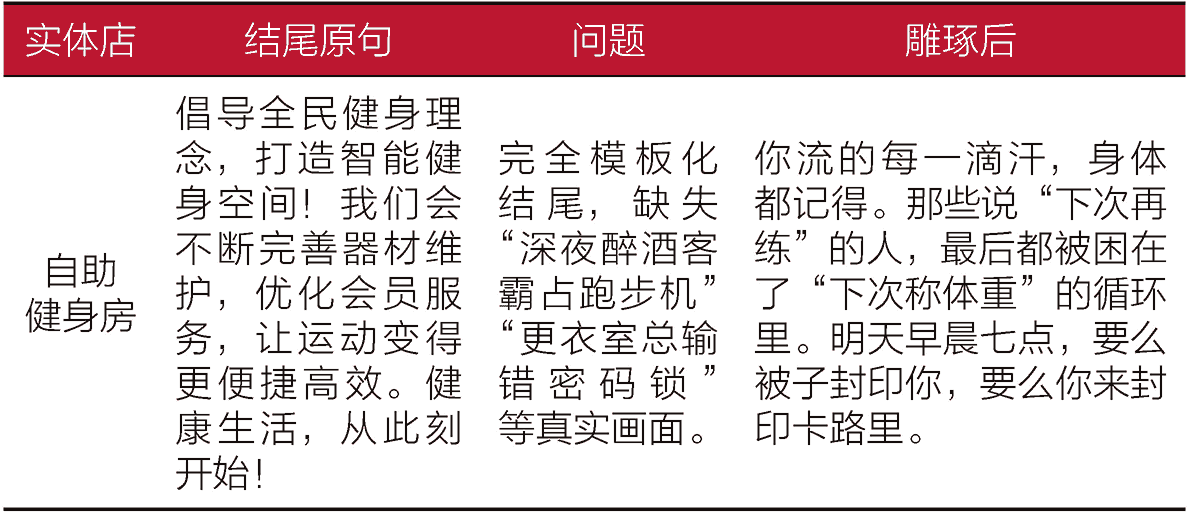 实体店 结尾原句 问题 雕琢后
自助
健身房
倡导全民健身理
念，打造智能健
身空间！我们会
不断完善器材维
护，优化会员服
务，让运动变得
更便捷高效。健
康生活，从此刻
开始！
完全模板化
结尾，缺失
“深夜醉酒客
霸占跑步机”
“更衣室总输
错密码锁”
等真实画面。
你流的每一滴汗，身体
都记得。那些说“下次再
练”的人，最后都被困在
了“下次称体重”的循环
里。明天早晨七点，要么
被子封印你，要么你来封
印卡路里。